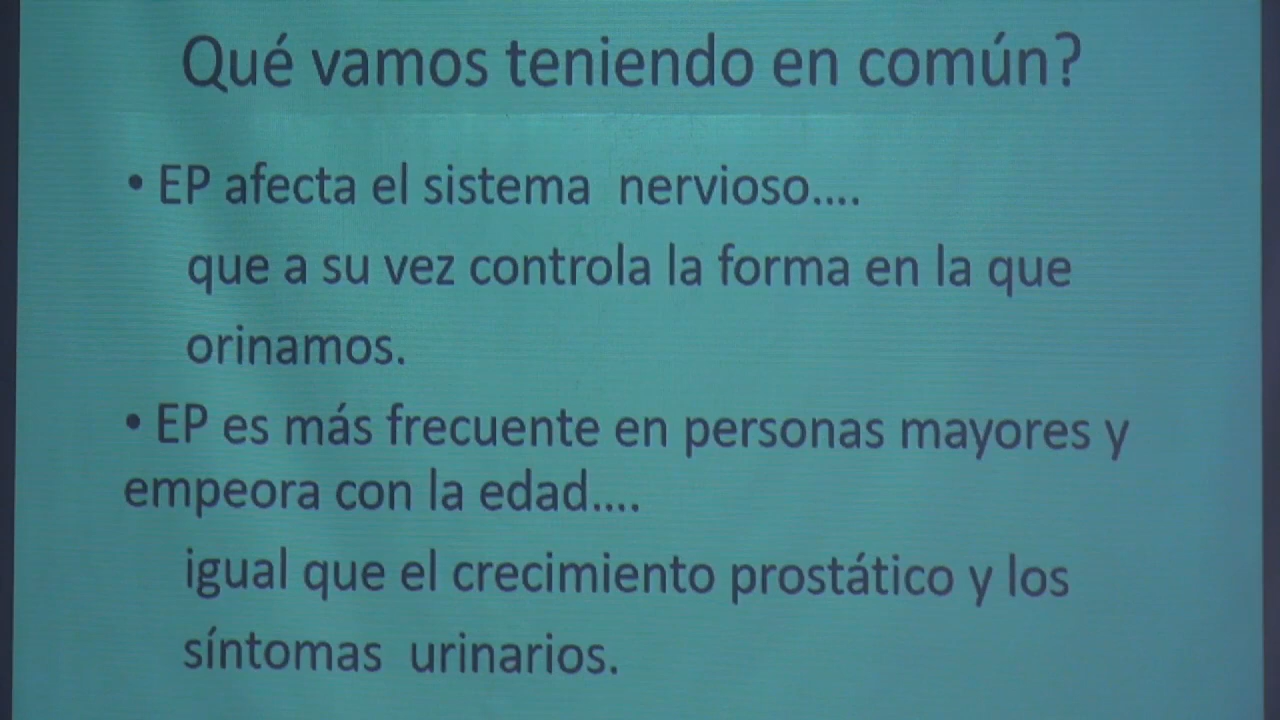 Qué vamos teniendo en común?
• EP afecta el sistema nervioso....
que a su vez controla la forma en la que
orinamos.
• EP es más frecuente en personas mayores y
empeora con la edad....
igual que el crecimiento prostático y los
síntomas urinarios.